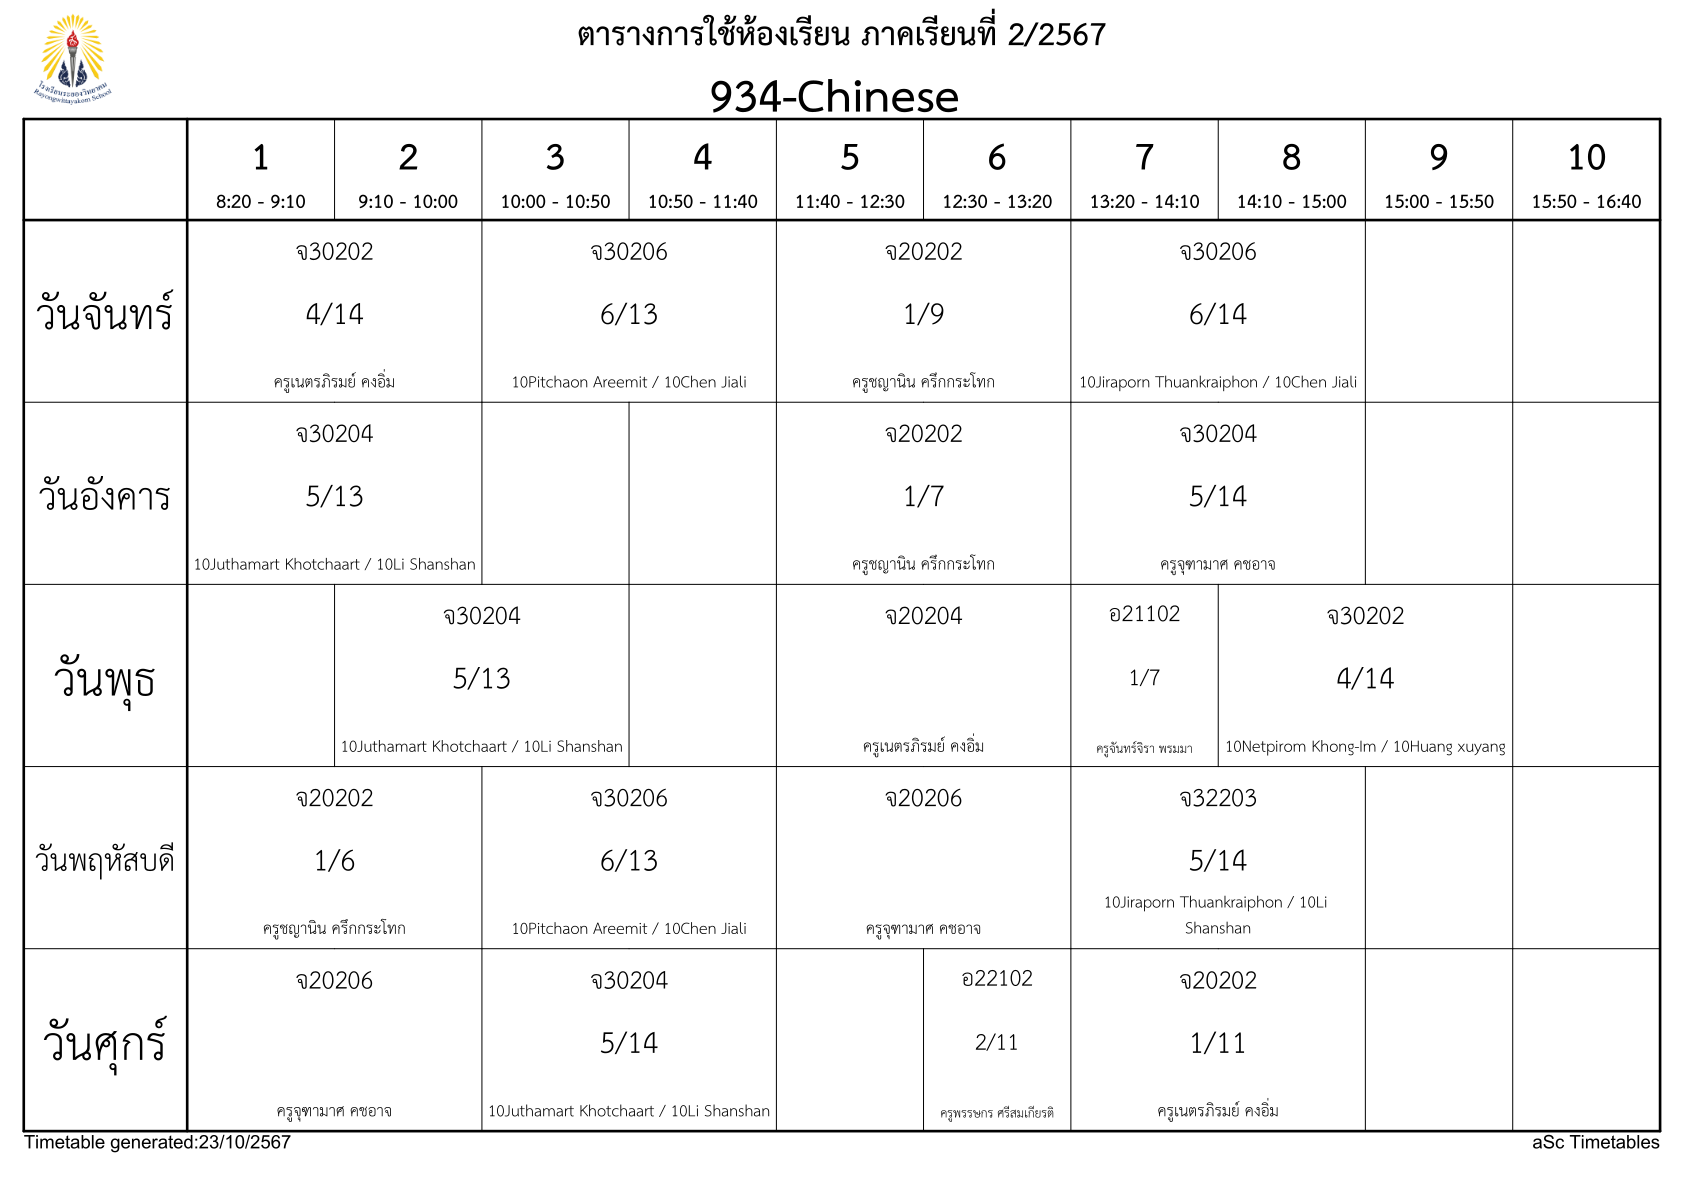 ตารางการใช้ห้องเรียน ภาคเรียนที่ 2/2567
โรงเรียนระยองวิทยาคม
Rayongwittayakom School
934-Chinese
1 2 3 4 5 6 7 8 9 10
8:20 - 9:10 9:10 - 10:00 10:00 - 10:50 10:50 - 11:40 11:40 - 12:30 12:30 - 13:20 13:20 - 14:10 14:10 - 15:00 15:00 - 15:50 15:50 - 16:40
วันจันทร์
จ30202 จ30206 จ20202 จ30206
4/14 6/13 1/9 6/14
ครูเนตรภิรมย์ คงอิ่ม 10Pitchaon Areemit / 10Chen Jiali ครูชญานิน ครึกกระโทก 10Jiraporn Thuankraiphon / 10Chen Jiali
วันอังคาร
จ30204 จ20202 จ30204
5/13 1/7 5/14
10Juthamart Khotchaart / 10Li Shanshan ครูชญานิน ครึกกระโทก ครูจุฑามาศ คชอาจ
วันพุธ
จ30204 จ20204 อ21102 จ30202
5/13 1/7 4/14
10Juthamart Khotchaart / 10Li Shanshan ครูเนตรภิรมย์ คงอิ่ม ครูจันทร์จิรา พรมมา 10Netpirom Khong-Im / 10Huang xuyang
วันพฤหัสบดี
จ20202 จ30206 จ20206 จ32203
1/6 6/13 5/14
ครูชญานิน ครึกกระโทก 10Pitchaon Areemit / 10Chen Jiali ครูจุฑามาศ คชอาจ 10Jiraporn Thuankraiphon / 10Li
Shanshan
วันศุกร์
จ20206 จ30204 อ22102 จ20202
5/14 2/11 1/11
ครูจุฑามาศ คชอาจ 10Juthamart Khotchaart / 10Li Shanshan ครูพรรษกร ศรีสมเกียรติ ครูเนตรภิรมย์ คงอิ่ม
Timetable generated:23/10/2567 aSc Timetables